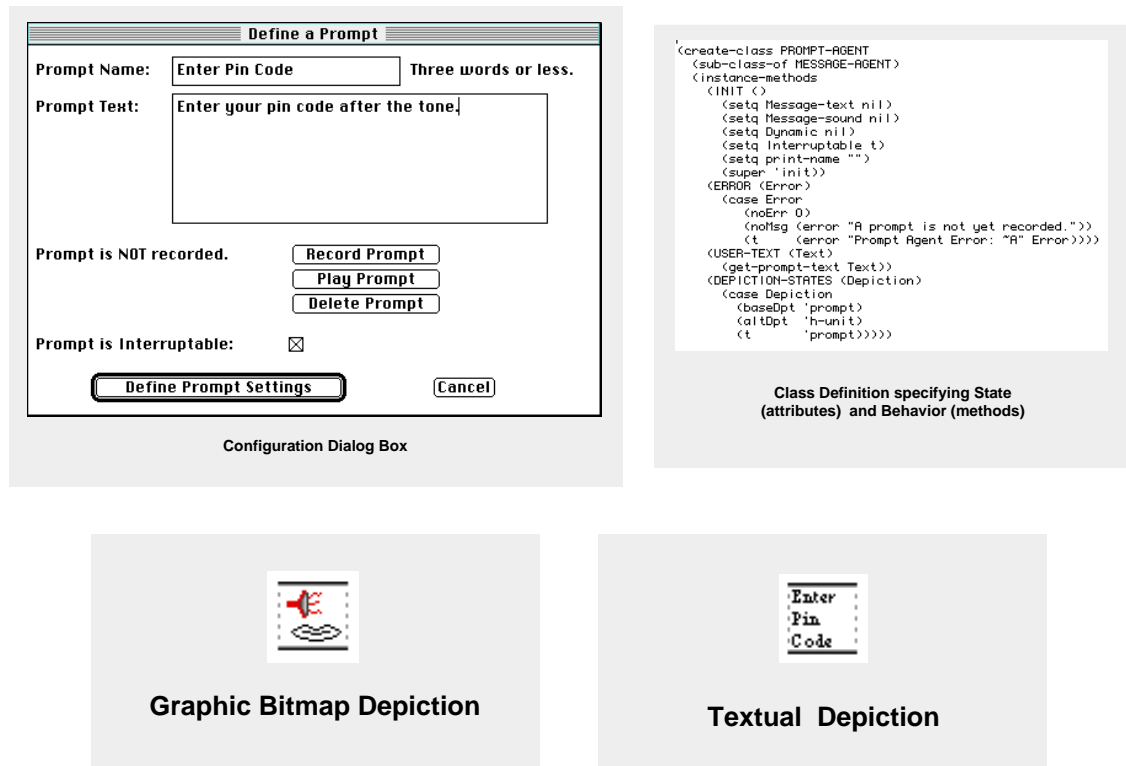 Define a Prompt
Prompt Name:
Enter Pin Code
Three words or less.
Prompt Text:
Enter your pin code after the tone.
Prompt is NOT recorded.
Record Prompt
Play Prompt
Delete Prompt
Prompt is Interruptable:
Define Prompt Settings
Cancel
Configuration Dialog Box
(create-class PROMPT-AGENT
(sub-class-of MESSAGE-AGENT)
(instance-methods
(INIT ()
(setq Message-text nil)
(setq Message-sound nil)
(setq Dynamic nil)
(setq Interruptable t)
(setq print-name "")
(super 'init))
(ERROR (Error)
(case Error
(noErr 0)
(noMsg (error "A prompt is not yet recorded."))
(t (error "Prompt Agent Error: ~A" Error))))
(USER-TEXT (Text)
(get-prompt-text Text))
(DEPICTION-STATES (Depiction)
(case Depiction
(baseDpt 'prompt)
(altDpt 'h-unit)
(t 'prompt)))))
Class Definition specifying State
(attributes) and Behavior (methods)
Graphic Bitmap Depiction
Enter
Pin
Code
Textual Depiction